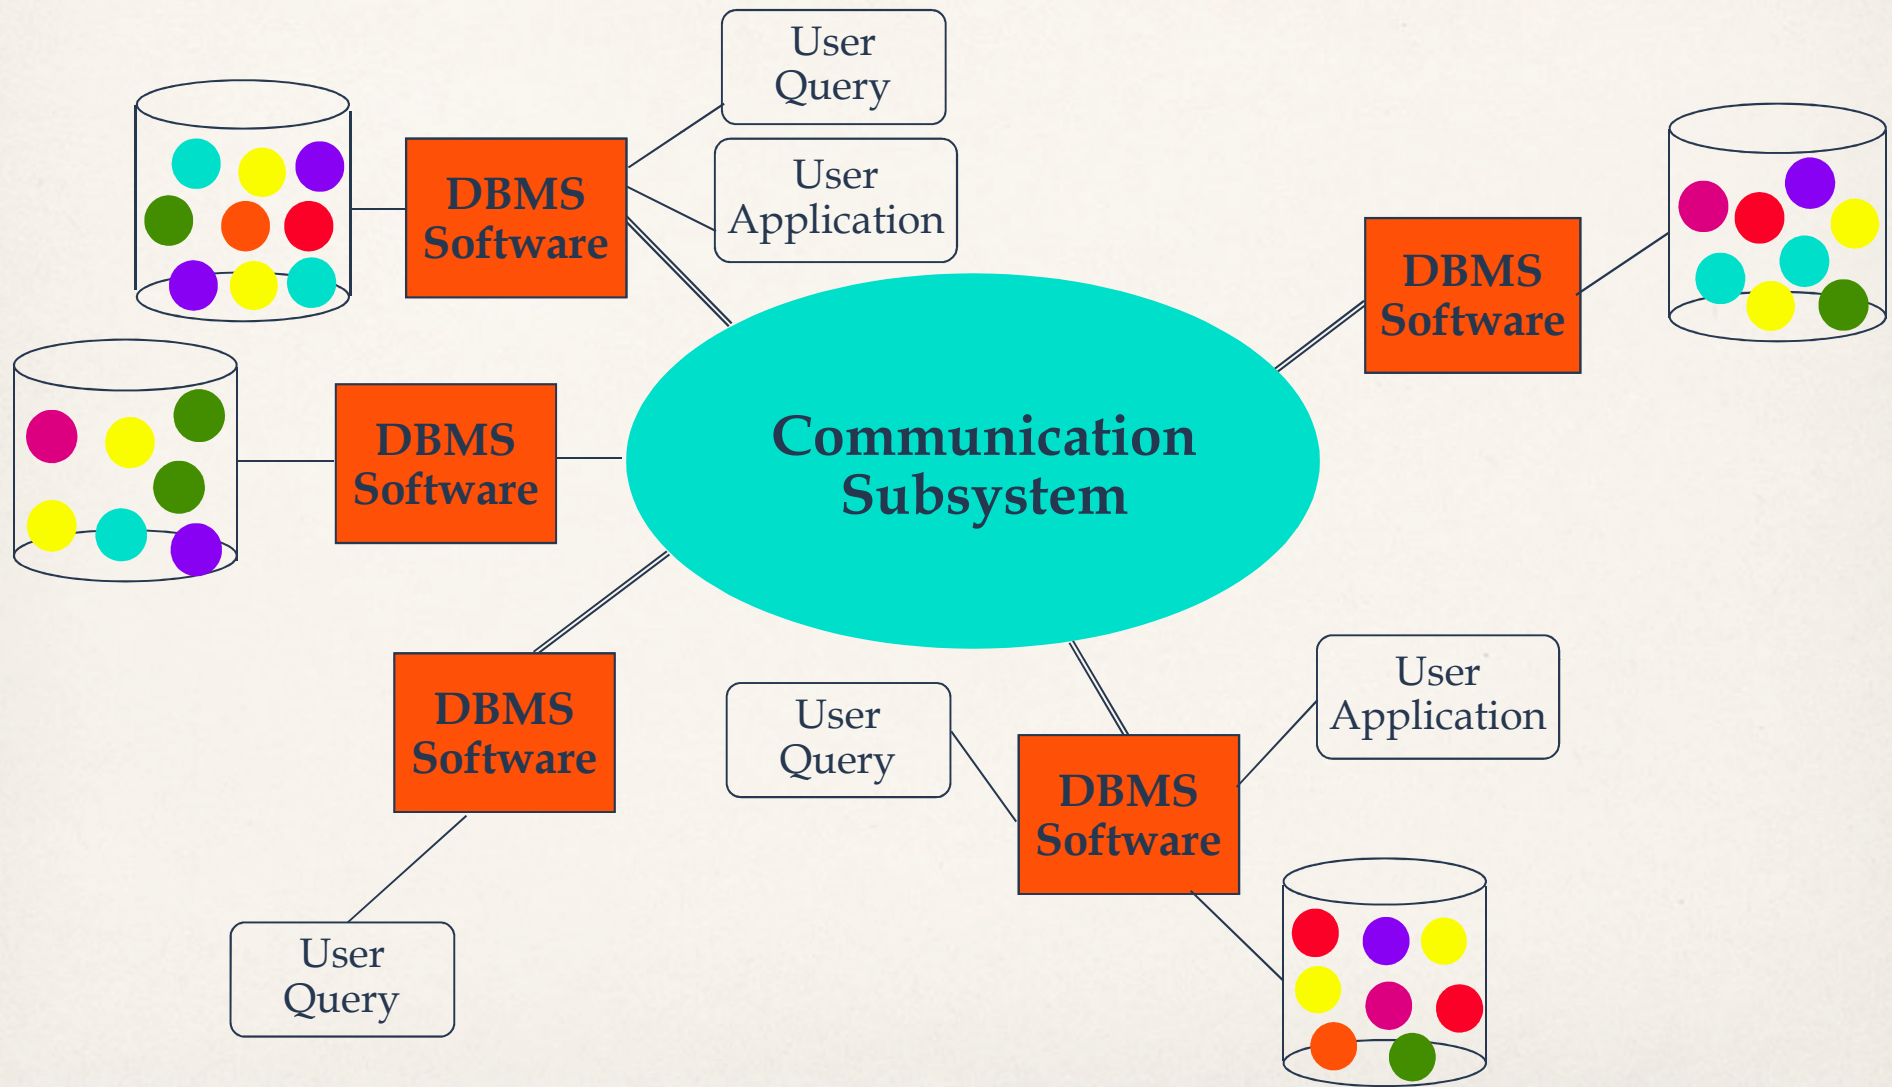 User
Query
DBMS
Software
User
Application
DBMS
Software
DBMS
Software
Communication
Subsystem
DBMS
Software
User
Query
User
Application
DBMS
Software
User
Query